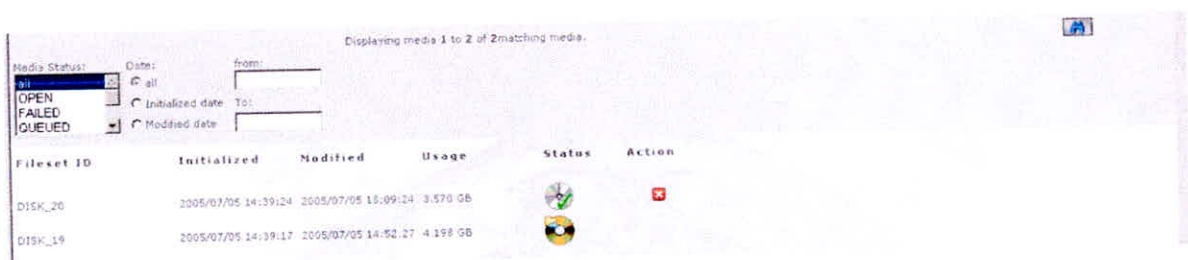 Displaying media 1 to 2 of 2matching media.
Media Status: Date: from:
all all
OPEN
Initialized date To:
FAILED
QUEUED Modified date
Fileset ID Initialized Modified Usage Status Action
DISK_20 2005/07/05 14:39:24 2005/07/05 18:09:24 3.570 GB
DISK_19 2005/07/05 14:39:17 2005/07/05 14:52:27 4.198 GB